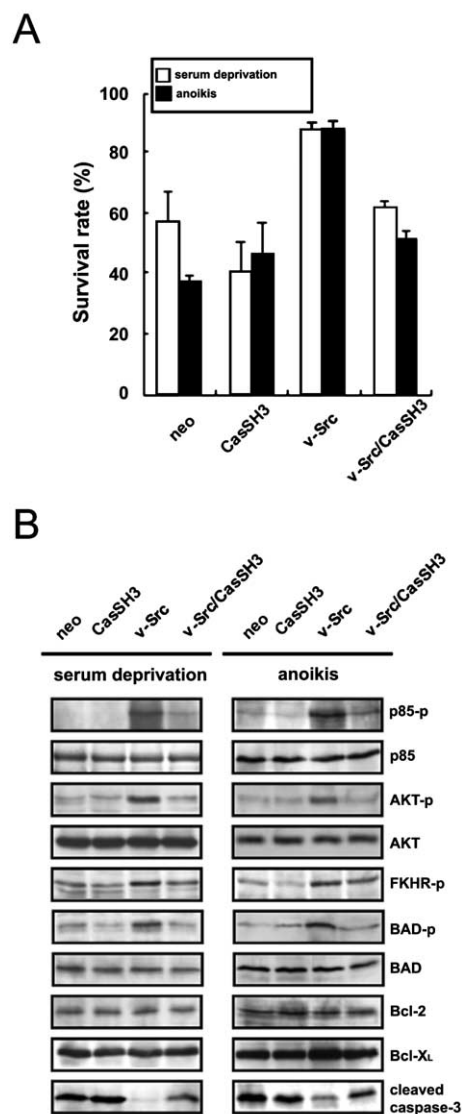 A
serum deprivation
anoikis
Survival rate (%)
100
80
60
40
20
0
neo
CasSH3
v-Src
v-Src/CasSH3
B
neo
CasSH3
v-Src
v-Src/CasSH3
neo
CasSH3
v-Src
v-Src/CasSH3
serum deprivation
anoikis
p85-p
p85
AKT-p
AKT
FKHR-p
BAD-p
BAD
Bcl-2
Bcl-XL
cleaved
caspase-3